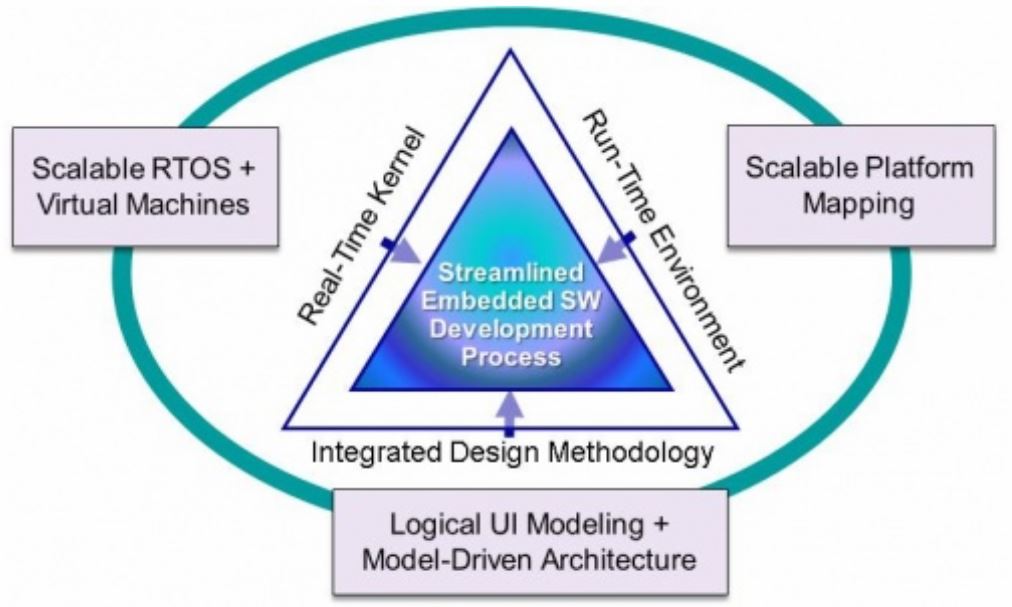 Scalable RTOS +
Virtual Machines
Real-Time Kernel
Run-Time Environment
Scalable Platform
Mapping
Streamlined
Embedded SW
Development
Process
Integrated Design Methodology
Logical UI Modeling +
Model-Driven Architecture